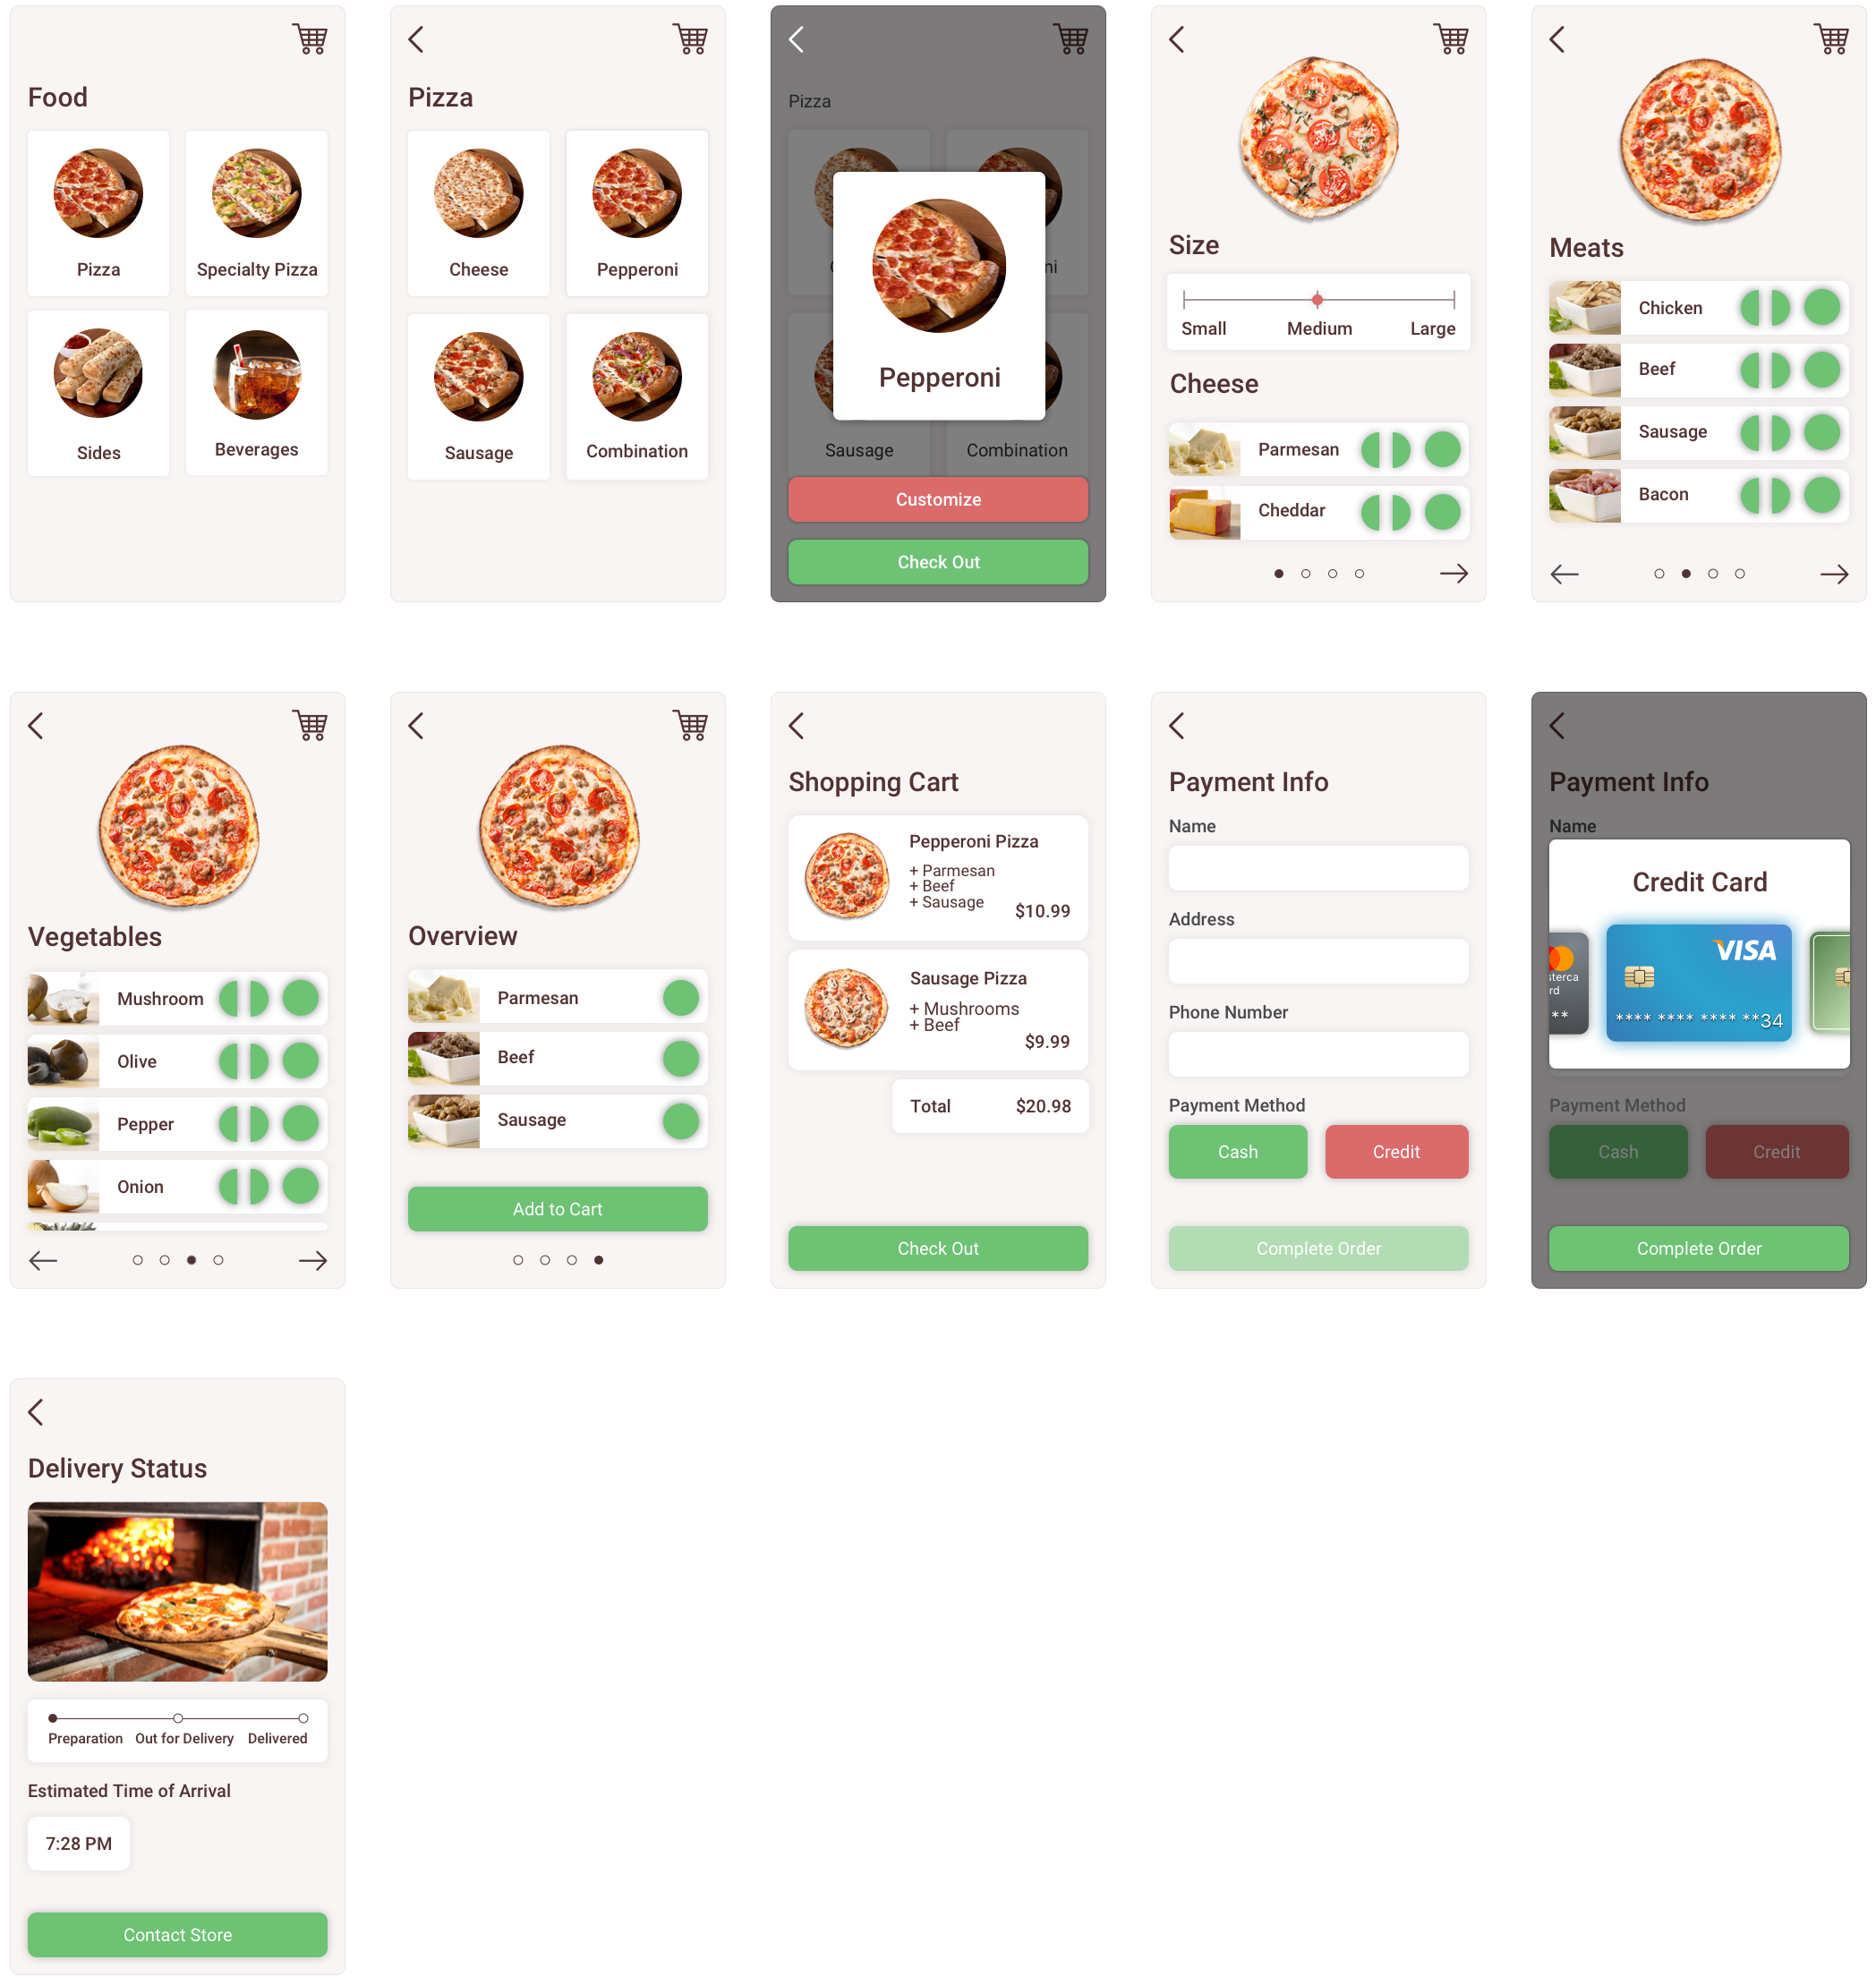 Food
Pizza
Specialty Pizza
Sides
Beverages
Pizza
Cheese
Pepperoni
Sausage
Combination
Pizza
ni
Pepperoni
Sausage
Combination
Customize
Check Out
Size
Small
Medium
Large
Cheese
Parmesan
Cheddar
Meats
Chicken
Beef
Sausage
Bacon
Vegetables
Mushroom
Olive
Pepper
Onion
Overview
Parmesan
Beef
Sausage
Add to Cart
Shopping Cart
Pepperoni Pizza
+ Parmesan
+ Beef
+ Sausage
$10.99
Sausage Pizza
+ Mushrooms
+ Beef
$9.99
Total
$20.98
Check Out
Payment Info
Name
Address
Phone Number
Payment Method
Cash
Credit
Complete Order
Payment Info
Name
Credit Card
sterca
rd
**
VISA
**** **** **** **34
Payment Method
Cash
Credit
Complete Order
Delivery Status
Preparation
Out for Delivery
Delivered
Estimated Time of Arrival
7:28 PM
Contact Store